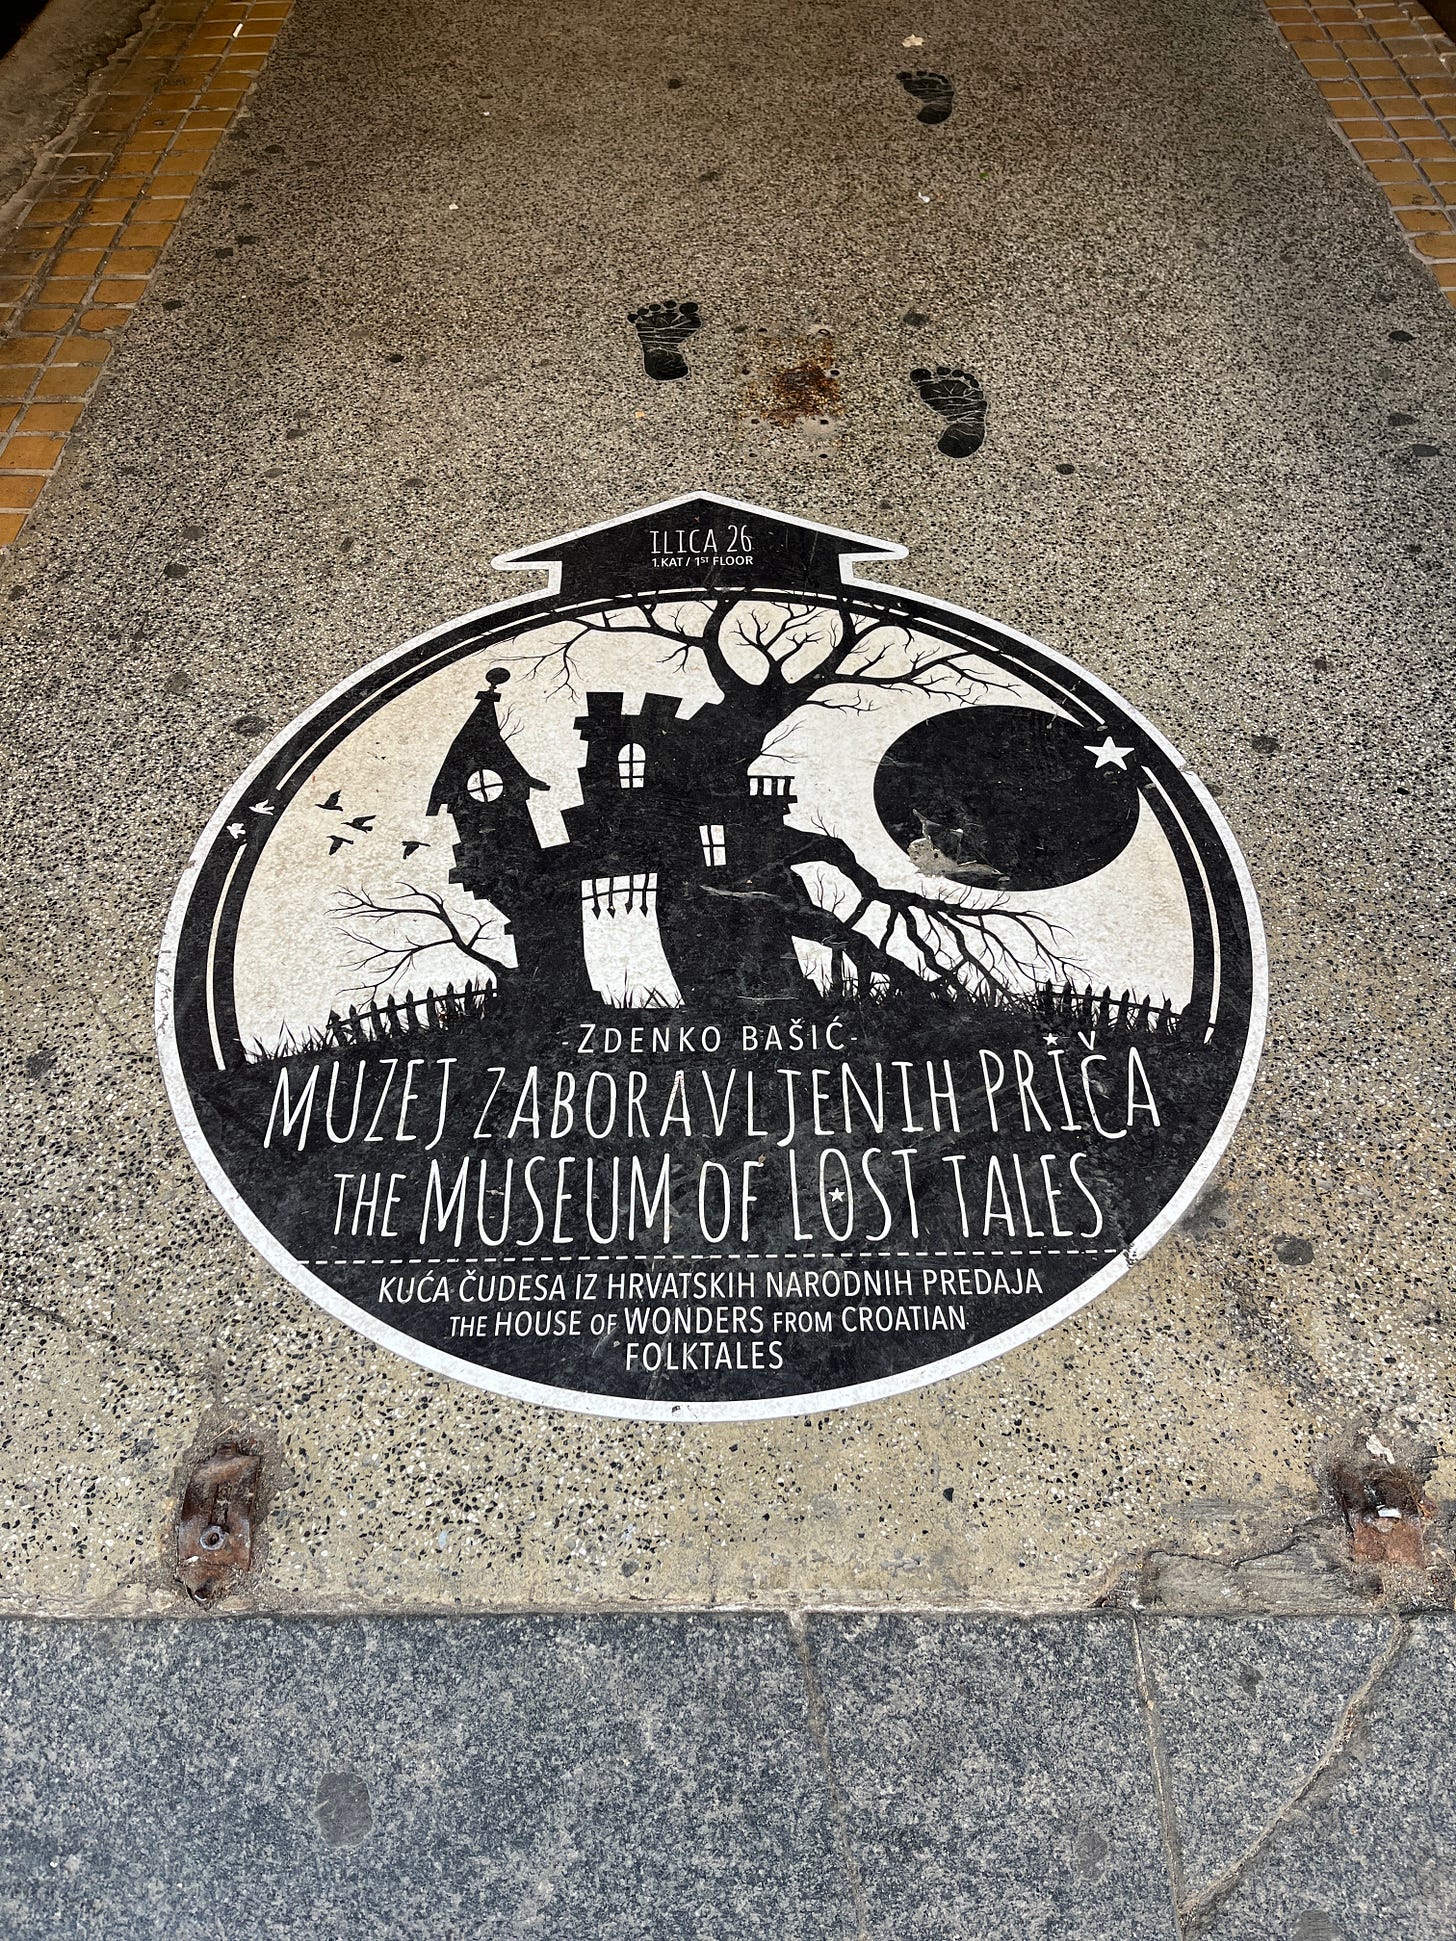 ILICA 26
1.KAT / 1ST FLOOR
-ZDENKO BAŠIĆ-
MUZEJ ZABORAVLJENIH PRIČA
THE MUSEUM OF LOST TALES
KUĆA ČUDESA IZ HRVATSKIH NARODNIH PREDAJA
THE HOUSE OF WONDERS FROM CROATIAN
FOLKTALES